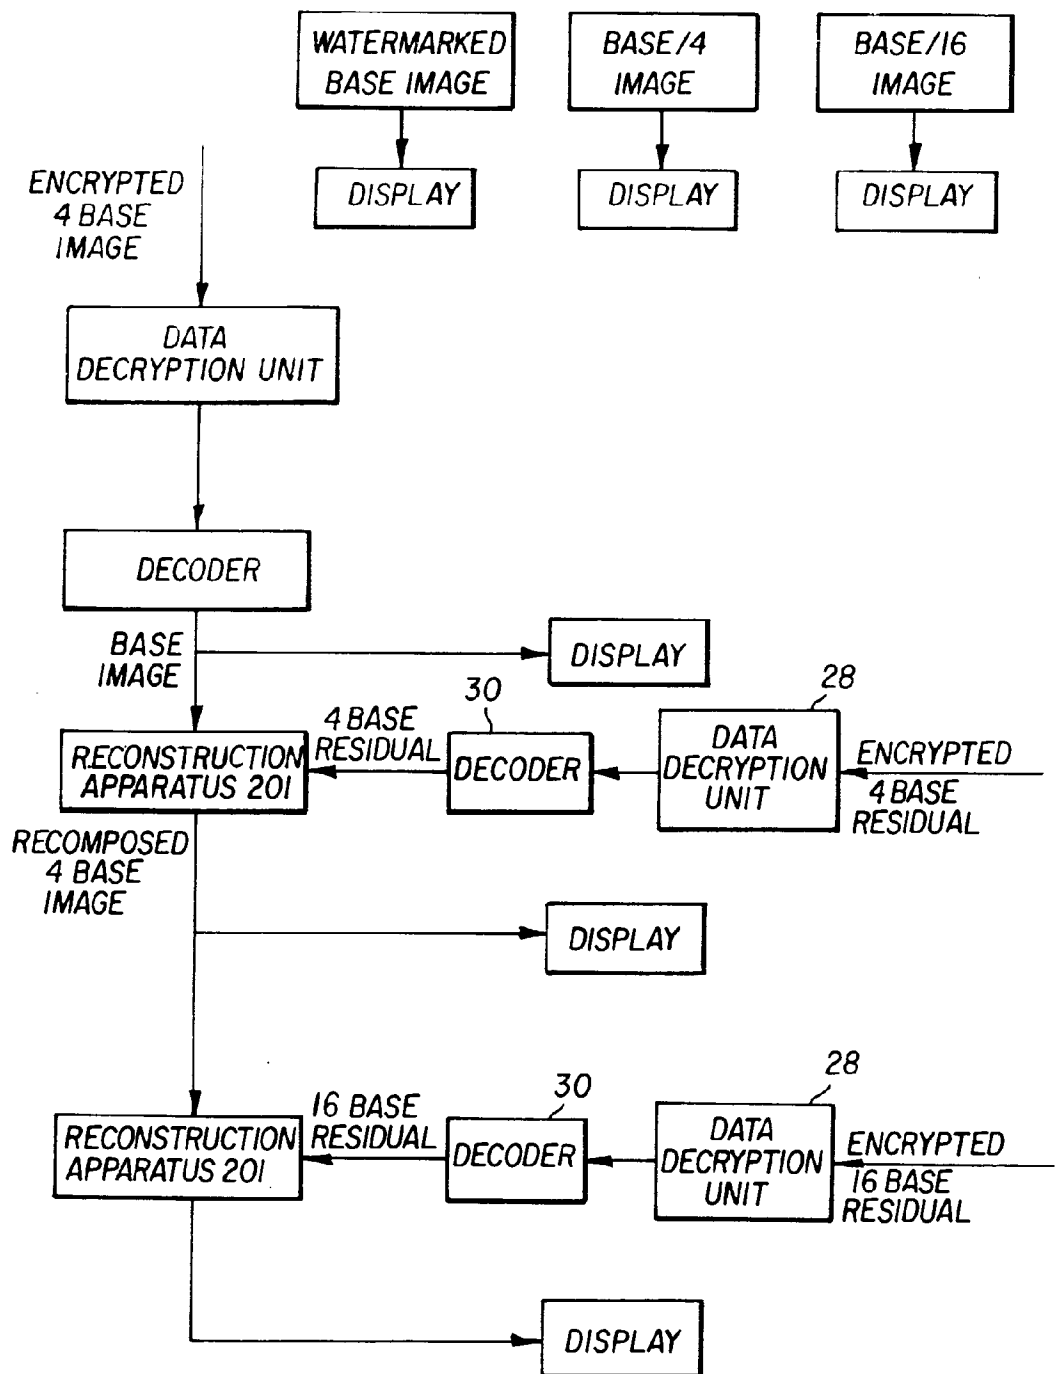 WATERMARKED
BASE IMAGE
BASE/4
IMAGE
BASE/16
IMAGE
DISPLAY
DISPLAY
DISPLAY
ENCRYPTED
4 BASE
IMAGE
DATA
DECRYPTION UNIT
DECODER
BASE
IMAGE
DISPLAY
RECONSTRUCTION
APPARATUS 201
4 BASE
RESIDUAL
30
DECODER
28
DATA
DECRYPTION
UNIT
ENCRYPTED
4 BASE
RESIDUAL
RECOMPOSED
4 BASE
IMAGE
DISPLAY
RECONSTRUCTION
APPARATUS 201
16 BASE
RESIDUAL
30
DECODER
28
DATA
DECRYPTION
UNIT
ENCRYPTED
16 BASE
RESIDUAL
DISPLAY